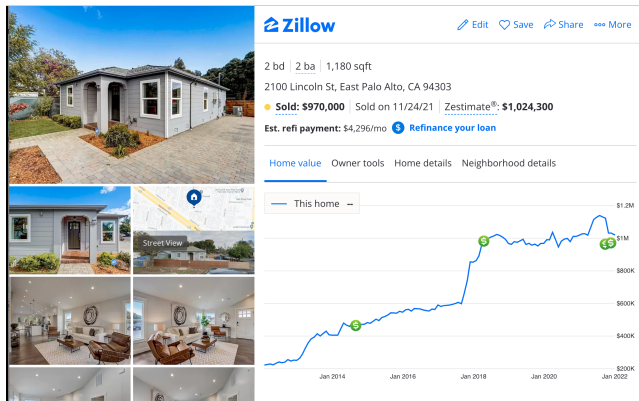 Zillow
Edit Save Share More
2 bd 2 ba 1,180 sqft
2100 Lincoln St, East Palo Alto, CA 94303
Sold: $970,000 Sold on 11/24/21 Zestimate®: $1,024,300
Est. refi payment: $4,296/mo $ Refinance your loan
Home value Owner tools Home details Neighborhood details
This home --
$1.2M
$1M
$800K
$600K
$400K
$200K
Jan 2014 Jan 2016 Jan 2018 Jan 2020 Jan 2022
$ $ $ $
Street View